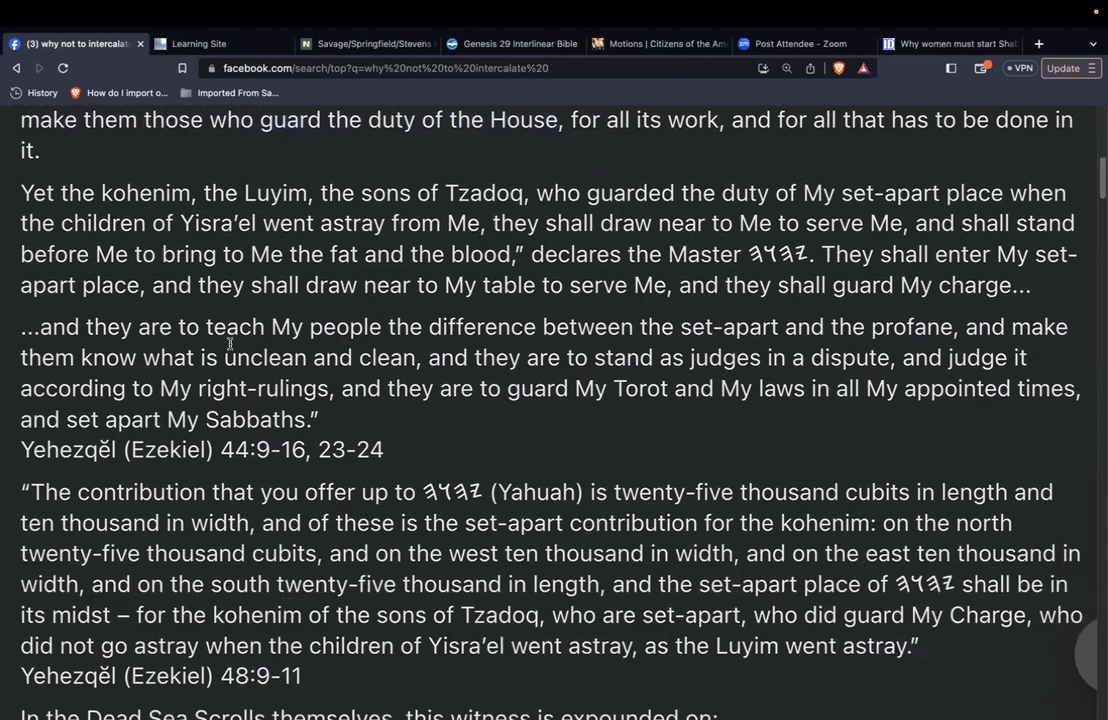 (3) why not to intercalat
Learning Site
Savage/Springfield/Stevens
Genesis 29 Interlinear Bible
Motions | Citizens of the Am
Post Attendee - Zoom
Why women must start Shab
facebook.com/search/top?q=why%20not%20to%20intercalate%20
VPN
Update
History
How do I import o...
Imported From Sa...
make them those who guard the duty of the House, for all its work, and for all that has to be done in
it.
Yet the kohenim, the Luyim, the sons of Tzadoq, who guarded the duty of My set-apart place when
the children of Yisra’el went astray from Me, they shall draw near to Me to serve Me, and shall stand
before Me to bring to Me the fat and the blood,” declares the Master 𐤉𐤄𐤅𐤄. They shall enter My set-
apart place, and they shall draw near to My table to serve Me, and they shall guard My charge...
...and they are to teach My people the difference between the set-apart and the profane, and make
them know what is unclean and clean, and they are to stand as judges in a dispute, and judge it
according to My right-rulings, and they are to guard My Torot and My laws in all My appointed times,
and set apart My Sabbaths.”
Yehezqĕl (Ezekiel) 44:9-16, 23-24
“The contribution that you offer up to 𐤉𐤄𐤅𐤄 (Yahuah) is twenty-five thousand cubits in length and
ten thousand in width, and of these is the set-apart contribution for the kohenim: on the north
twenty-five thousand cubits, and on the west ten thousand in width, and on the east ten thousand in
width, and on the south twenty-five thousand in length, and the set-apart place of 𐤉𐤄𐤅𐤄 shall be in
its midst – for the kohenim of the sons of Tzadoq, who are set-apart, who did guard My Charge, who
did not go astray when the children of Yisra’el went astray, as the Luyim went astray.”
Yehezqĕl (Ezekiel) 48:9-11
In the Dead Sea Scrolls themselves, this witness is expounded on: